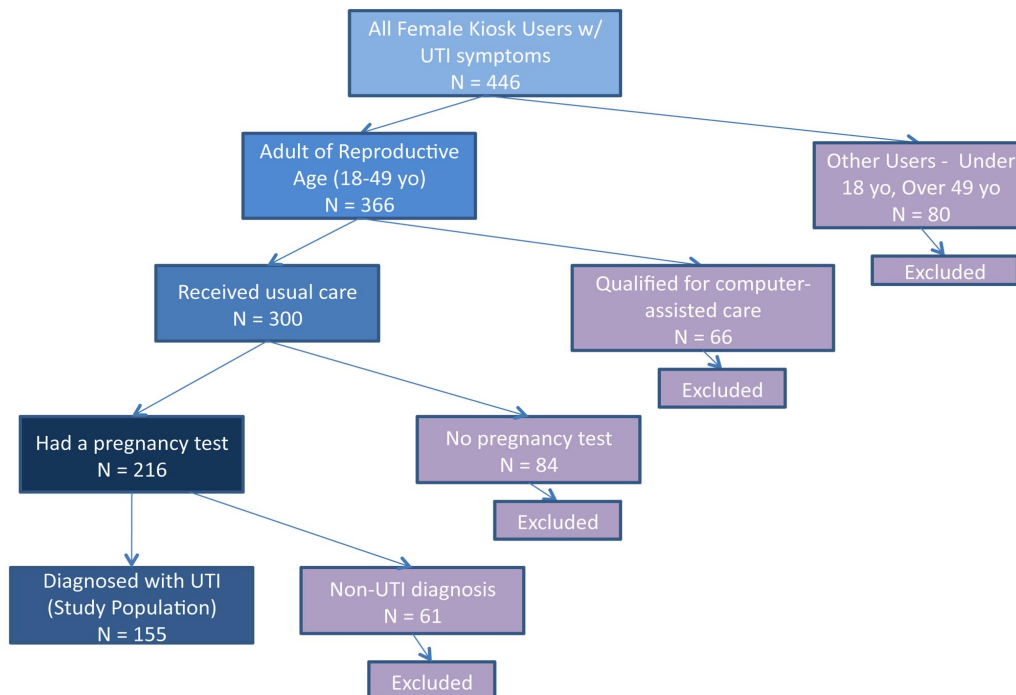 All Female Kiosk Users w/
UTI symptoms
N = 446
Adult of Reproductive
Age (18-49 yo)
N = 366
Other Users -  Under
18 yo, Over 49 yo
N = 80
Excluded
Received usual care
N = 300
Qualified for computer-
assisted care
N = 66
Excluded
Had a pregnancy test
N = 216
No pregnancy test
N = 84
Excluded
Diagnosed with UTI
(Study Population)
N = 155
Non-UTI diagnosis
N = 61
Excluded